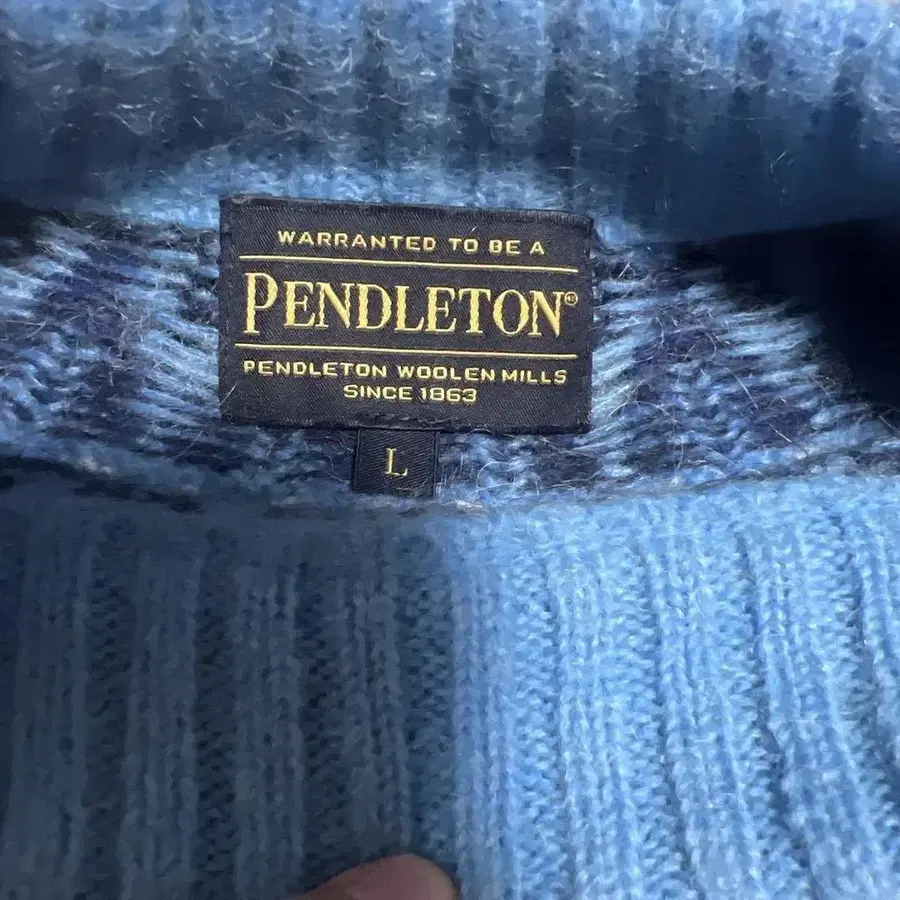 WARRANTED TO BE A
PENDLETON®
PENDLETON WOOLEN MILLS
SINCE 1863
L